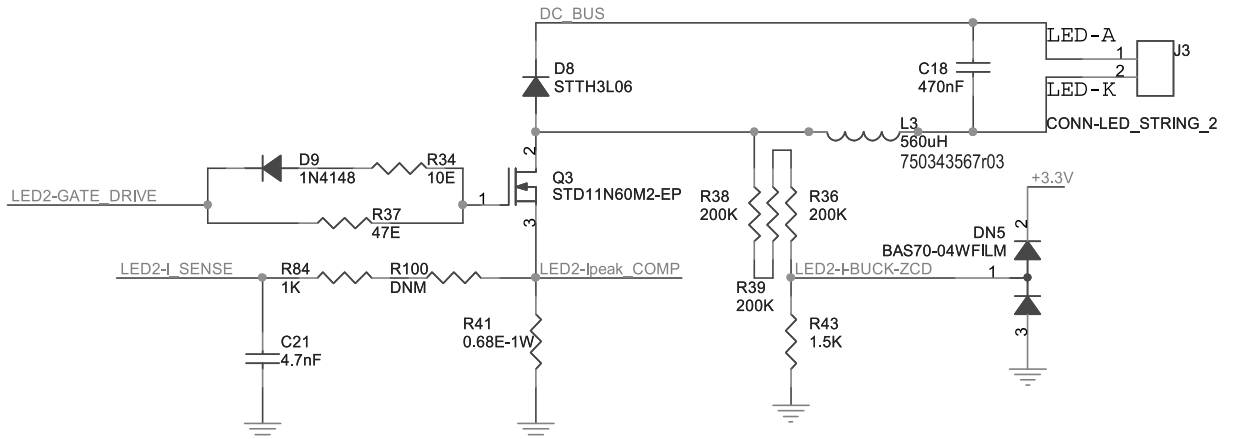 DC_BUS
LED-A
1
J3
D8
STTH3L06
C18
470nF
2
LED-K
L3
560uH
750343567r03
CONN-LED_STRING_2
2
D9
1N4148
R34
10E
Q3
STD11N60M2-EP
LED2-GATE_DRIVE
1
R37
47E
3
R38
200K
R36
200K
+3.3V
2
DN5
BAS70-04WFILM
LED2-I_SENSE
R84
1K
R100
DNM
LED2-Ipeak_COMP
R39
200K
LED2-I-BUCK-ZCD
1
R41
0.68E-1W
R43
1.5K
3
C21
4.7nF